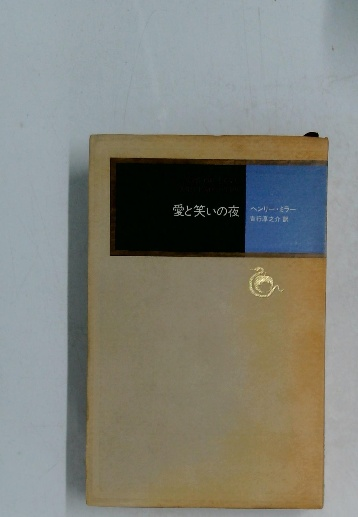 愛と笑いの夜
ヘンリー・ミラー
吉行淳之介 訳